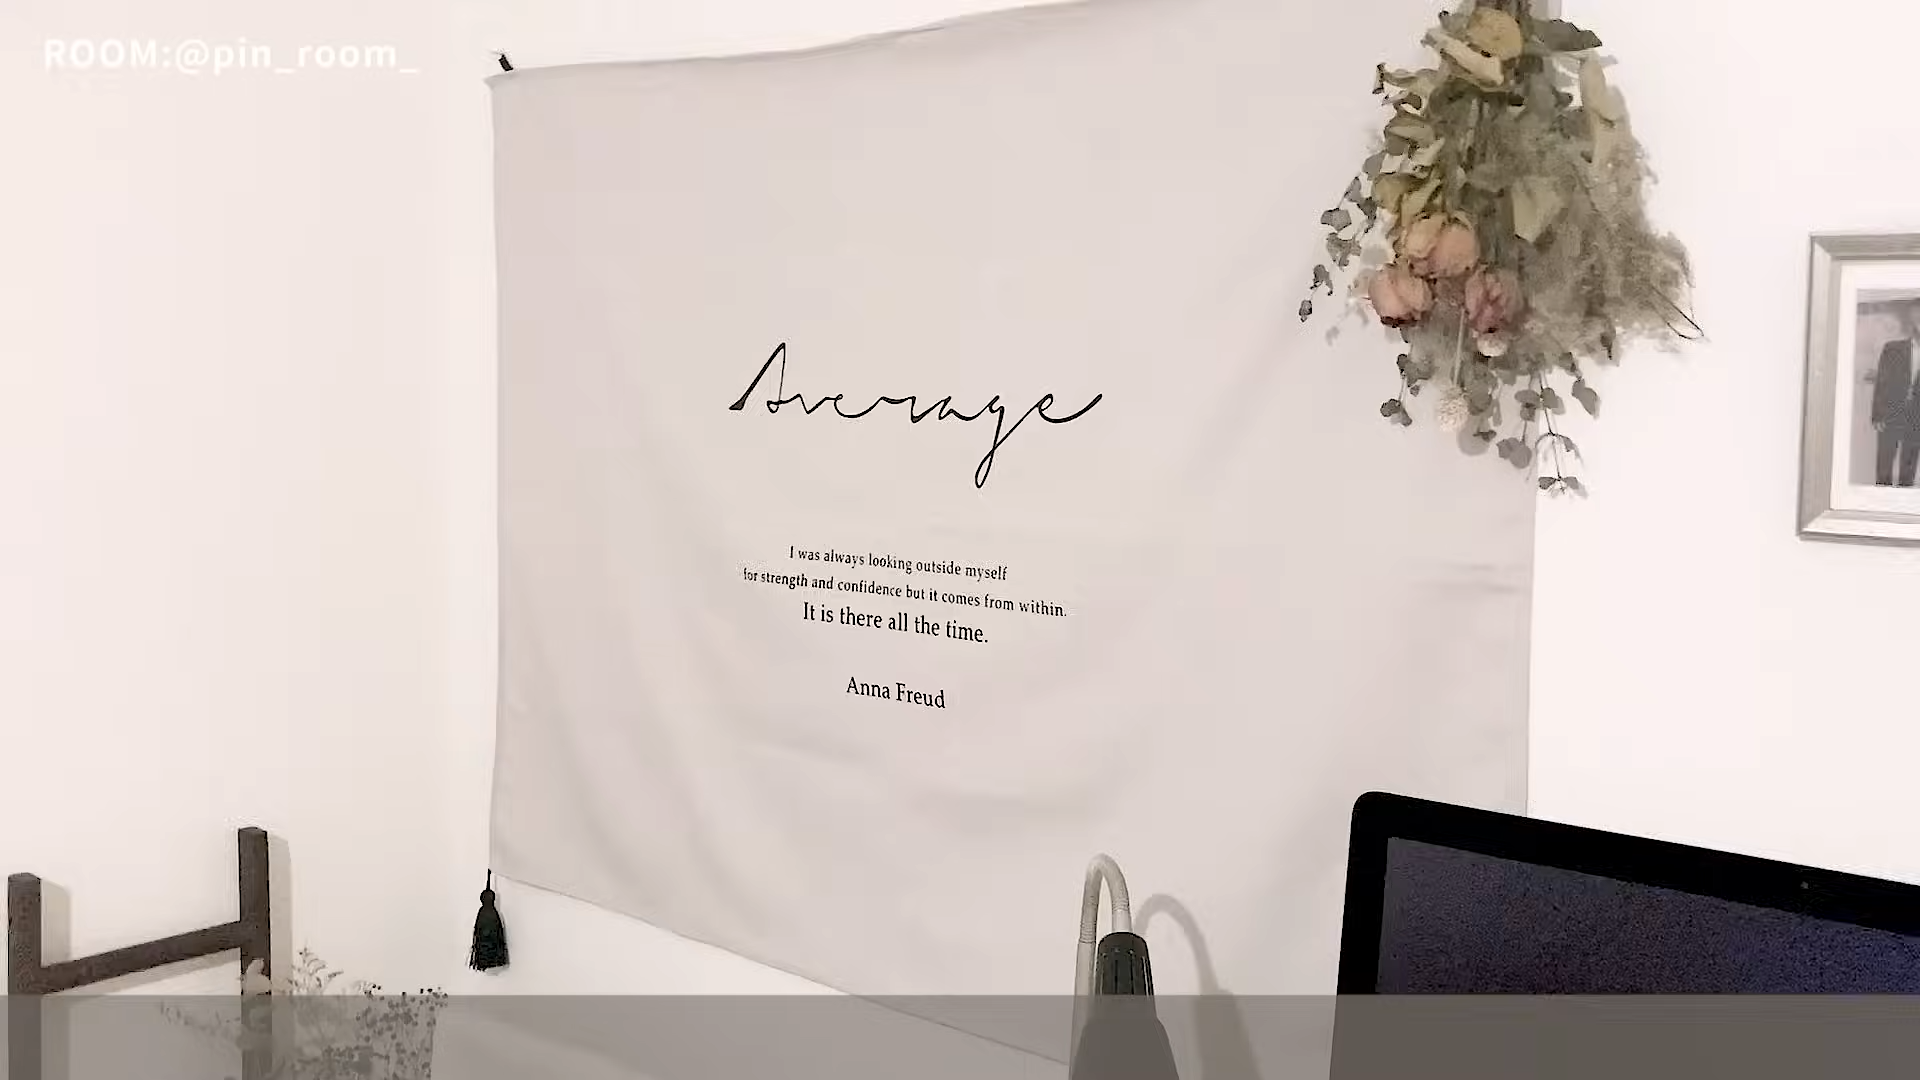 ROOM:@pin_room_
Average
I was always looking outside myself
for strength and confidence but it comes from within.
It is there all the time.
Anna Freud